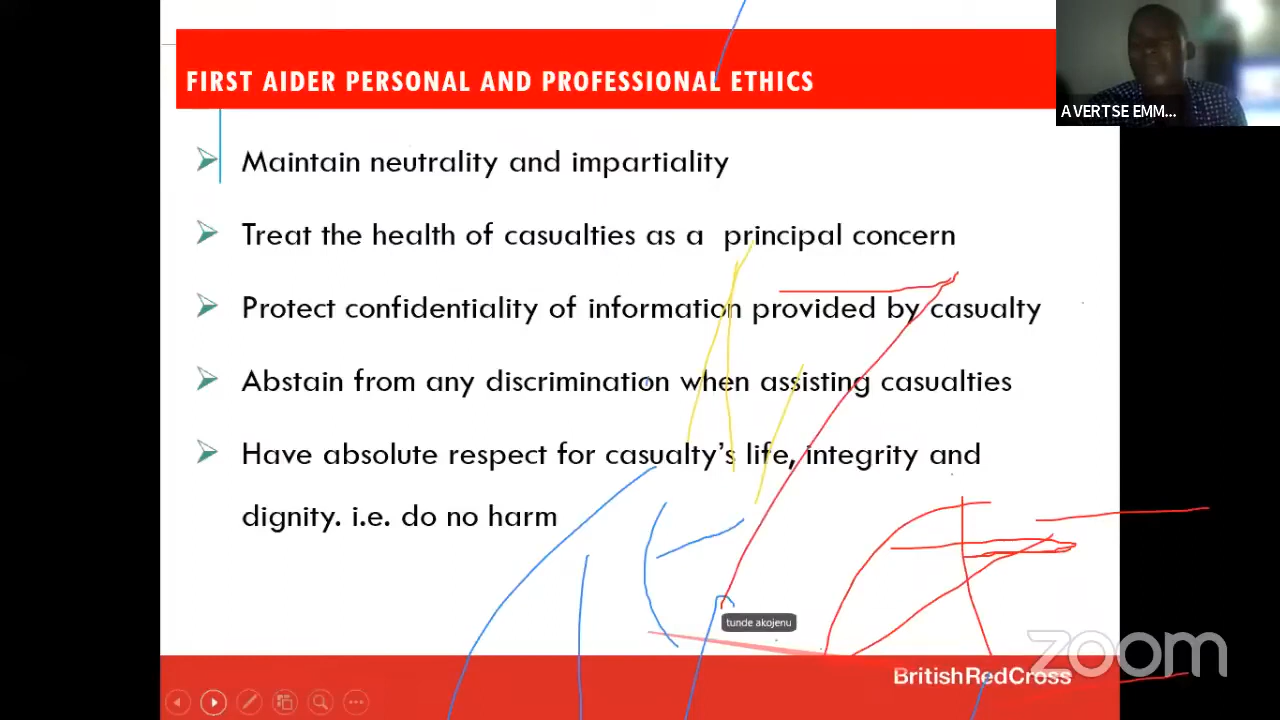 FIRST AIDER PERSONAL AND PROFESSIONAL ETHICS
A VERTSE EMM...
Maintain neutrality and impartiality
Treat the health of casualties as a principal concern
Protect confidentiality of information provided by casualty
Abstain from any discrimination when assisting casualties
Have absolute respect for casualty's life, integrity and
dignity. i.e. do no harm
tunde akojenu
zoom
BritishRedCross